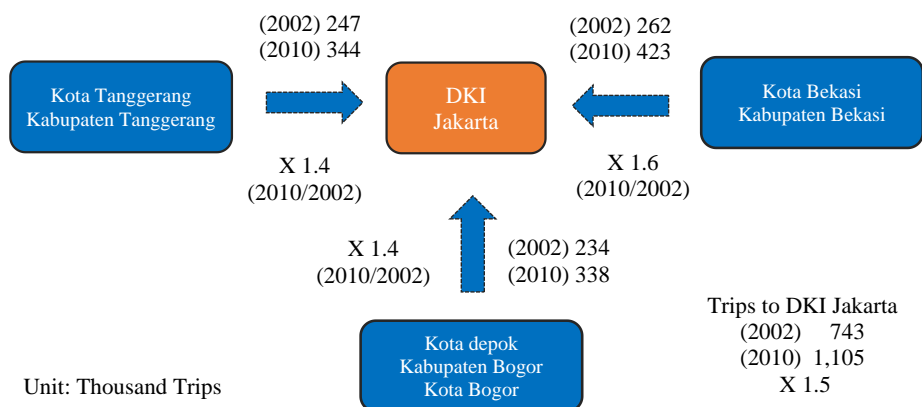 (2002) 247
(2010) 344
(2002) 262
(2010) 423
Kota Tanggerang
Kabupaten Tanggerang
DKI
Jakarta
Kota Bekasi
Kabupaten Bekasi
X 1.4
(2010/2002)
X 1.6
(2010/2002)
X 1.4
(2010/2002)
(2002) 234
(2010) 338
Kota depok
Kabupaten Bogor
Kota Bogor
Trips to DKI Jakarta
(2002) 743
(2010) 1,105
X 1.5
Unit: Thousand Trips